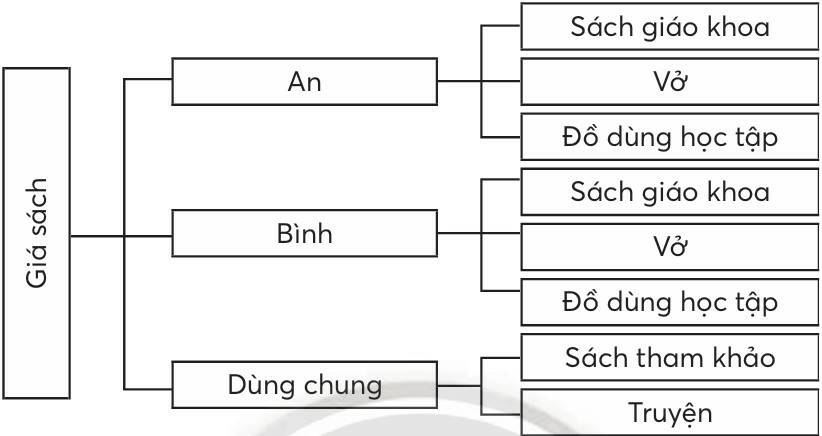 Giá sách
An
Sách giáo khoa
Vở
Đồ dùng học tập
Bình
Sách giáo khoa
Vở
Đồ dùng học tập
Dùng chung
Sách tham khảo
Truyện